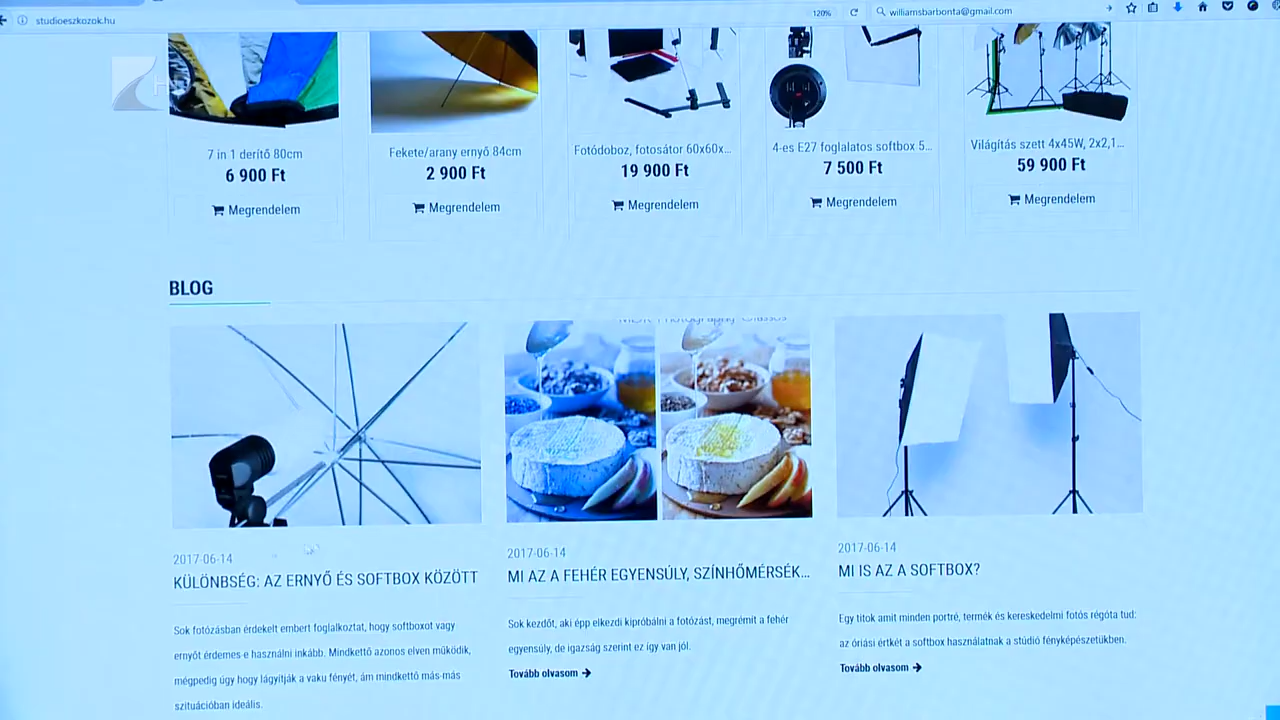 studioeszkozok.hu
120%
williamsbarbonta@gmail.com
7 in 1 derítő 80cm
6 900 Ft
Megrendelem
Fekete/arany ernyő 84cm
2 900 Ft
Megrendelem
Fotódoboz, fotosátor 60x60x...
19 900 Ft
Megrendelem
4-es E27 foglalatos softbox 5...
7 500 Ft
Megrendelem
Világítás szett 4x45W, 2x2,1...
59 900 Ft
Megrendelem
BLOG
2017-06-14
KÜLÖNBSÉG: AZ ERNYŐ ÉS SOFTBOX KÖZÖTT
Sok fotózásban érdekelt embert foglalkoztat, hogy softboxot vagy
ernyőt érdemes-e használni inkább. Mindkettő azonos elven működik,
mégpedig úgy hogy lágyítják a vaku fényét, ám mindkettő más-más
szituációban ideális.
2017-06-14
MI AZ A FEHÉR EGYENSÚLY, SZÍNHŐMÉRSÉK...
Sok kezdőt, aki épp elkezdi kipróbálni a fotózást, megrémít a fehér
egyensúly, de igazság szerint ez így van jól.
Tovább olvasom
2017-06-14
MI IS AZ A SOFTBOX?
Egy titok amit minden portré, termék és kereskedelmi fotós régóta tud:
az óriási értkét a softbox használatnak a stúdió fényképészetükben.
Tovább olvasom